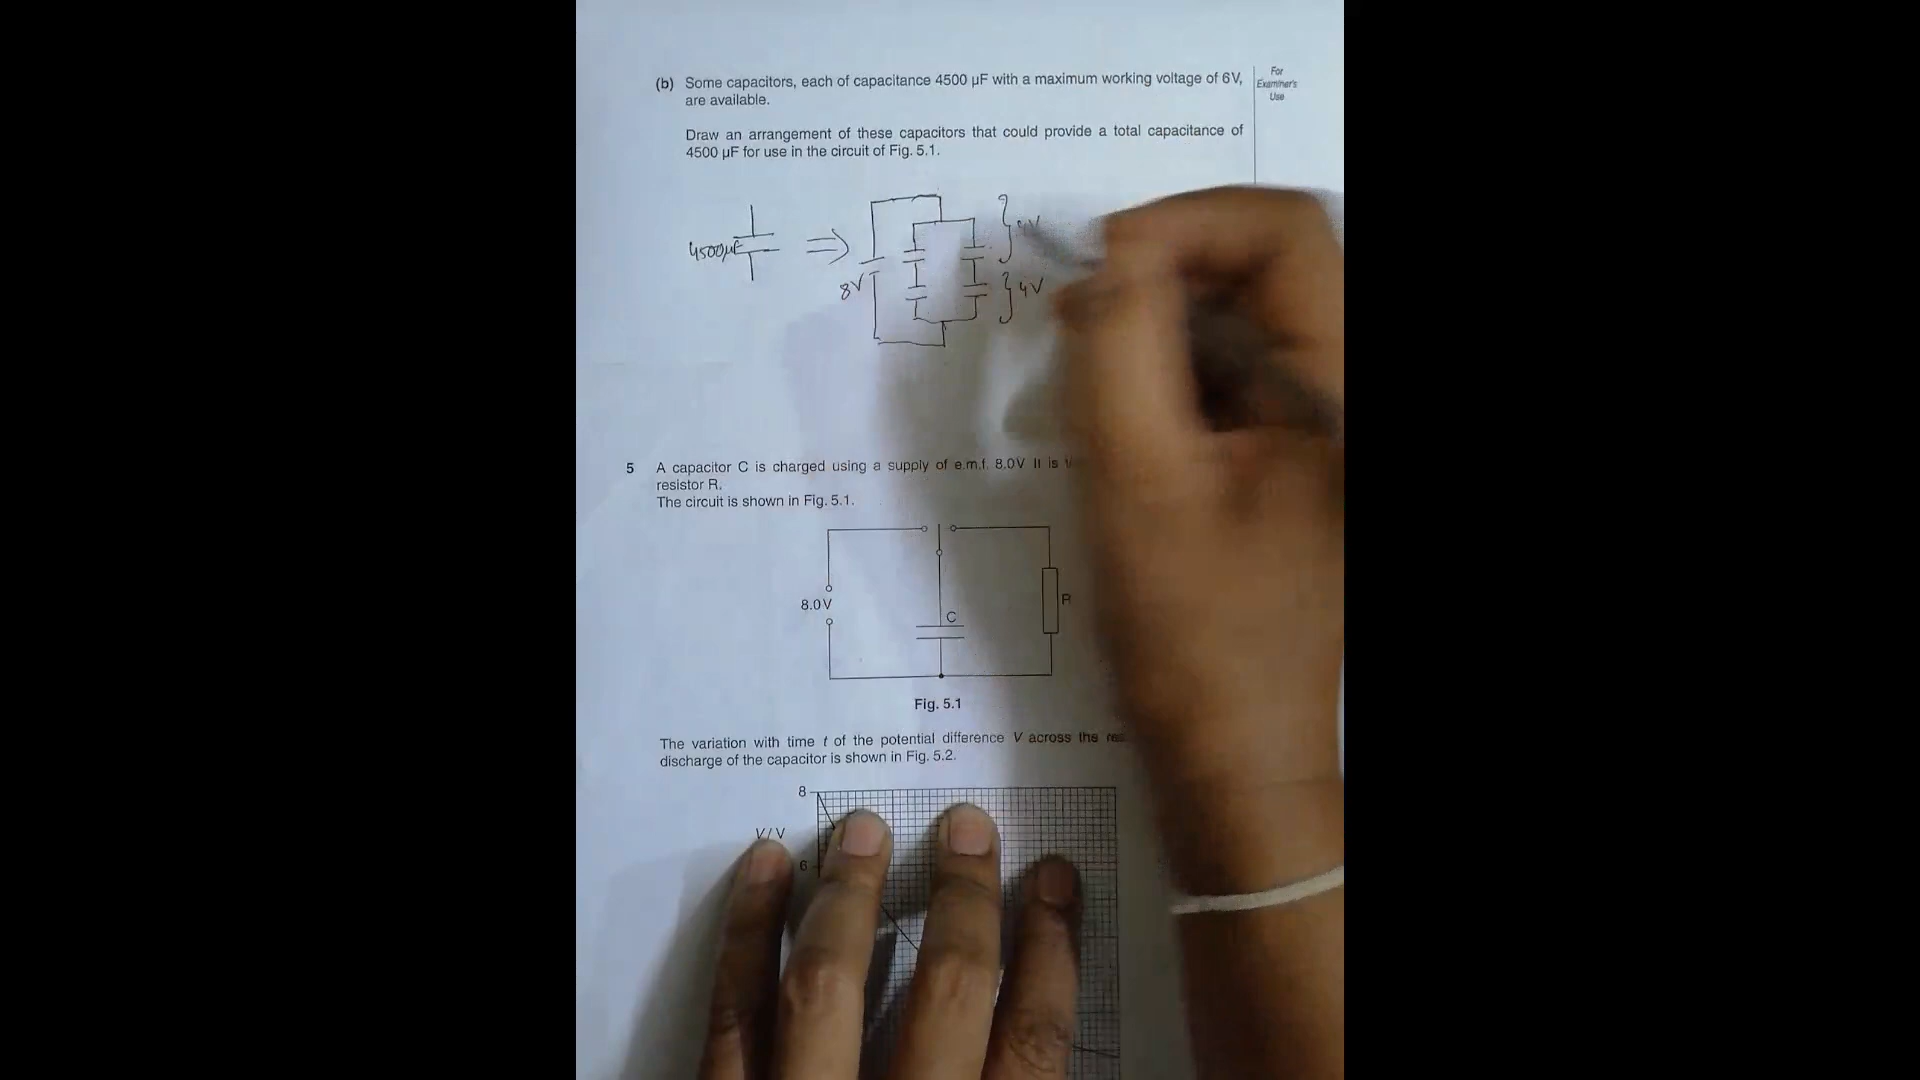 (b) Some capacitors, each of capacitance 4500 µF with a maximum working voltage of 6V,
are available.
For
Examiner's
Use
Draw an arrangement of these capacitors that could provide a total capacitance of
4500 µF for use in the circuit of Fig. 5.1.
4500µF
8V
4V
4V
5 A capacitor C is charged using a supply of e.m.f. 8.0V It is
resistor R.
The circuit is shown in Fig. 5.1.
8.0V
C
R
Fig. 5.1
The variation with time t of the potential difference V across the
discharge of the capacitor is shown in Fig. 5.2.
8
V/V
6